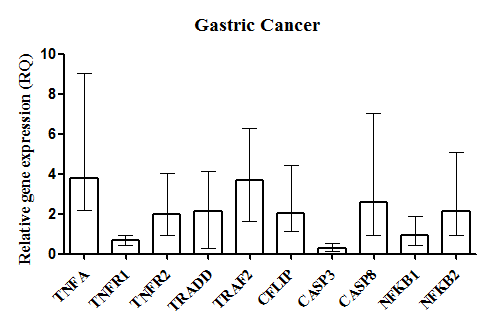 Gastric Cancer
Relative gene expression (RQ)
10
8
6
4
2
0
TNFA
TNFR1
TNFR2
TRADD
TRAF2
CFLIP
CASP3
CASP8
NFKB1
NFKB2